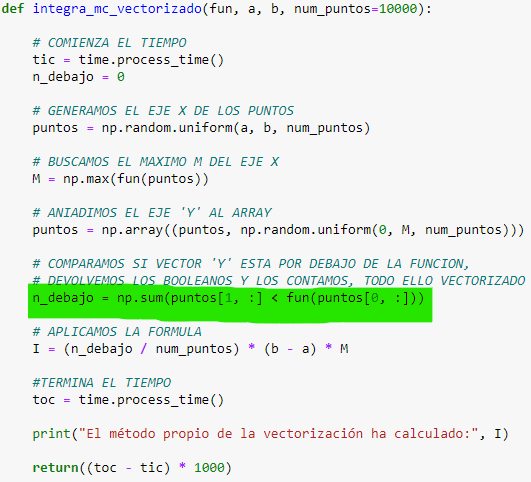 def integra_mc_vectorizado(fun, a, b, num_puntos=10000):
# COMIENZA EL TIEMPO
tic = time.process_time()
n_debajo = 0
# GENERAMOS EL EJE X DE LOS PUNTOS
puntos = np.random.uniform(a, b, num_puntos)
# BUSCAMOS EL MAXIMO M DEL EJE X
M = np.max(fun(puntos))
# ANIADIMOS EL EJE 'Y' AL ARRAY
puntos = np.array((puntos, np.random.uniform(0, M, num_puntos)))
# COMPARAMOS SI VECTOR 'Y' ESTA POR DEBAJO DE LA FUNCION,
# DEVOLVEMOS LOS BOOLEANOS Y LOS CONTAMOS, TODO ELLO VECTORIZADO
n_debajo = np.sum(puntos[1, :] < fun(puntos[0, :]))
# APLICAMOS LA FORMULA
I = (n_debajo / num_puntos) * (b - a) * M
#TERMINA EL TIEMPO
toc = time.process_time()
print("El método propio de la vectorización ha calculado:", I)
return((toc - tic) * 1000)